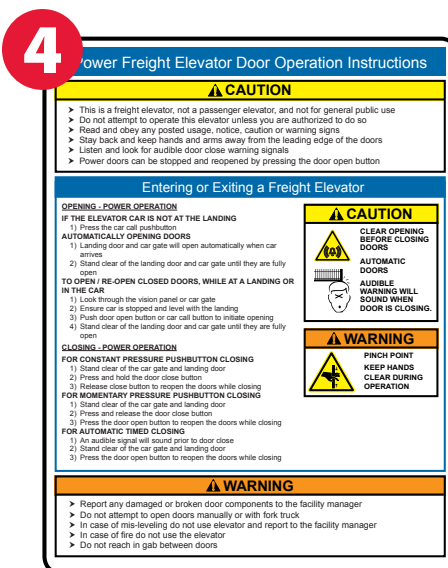 4
Power Freight Elevator Door Operation Instructions
CAUTION
➤ This is a freight elevator, not a passenger elevator, and not for general public use
➤ Do not attempt to operate this elevator unless you are authorized to do so
➤ Read and obey any posted usage, notice, caution or warning signs
➤ Stay back and keep hands and arms away from the leading edge of the doors
➤ Listen and look for audible door close warning signals
➤ Power doors can be stopped and reopened by pressing the door open button
Entering or Exiting a Freight Elevator
OPENING - POWER OPERATION
IF THE ELEVATOR CAR IS NOT AT THE LANDING
1) Press the car call pushbutton
AUTOMATICALLY OPENING DOORS
1) Landing door and car gate will open automatically when car
arrives
2) Stand clear of the landing door and car gate until they are fully
open
TO OPEN / RE-OPEN CLOSED DOORS, WHILE AT A LANDING OR
IN THE CAR
1) Look through the vision panel or car gate
2) Ensure car is stopped and level with the landing
3) Push door open button or car call button to initiate opening
4) Stand clear of the landing door and car gate until they are fully
open
CLOSING - POWER OPERATION
FOR CONSTANT PRESSURE PUSHBUTTON CLOSING
1) Stand clear of the car gate and landing door
2) Press and hold the door close button
3) Release close button to reopen the doors while closing
FOR MOMENTARY PRESSURE PUSHBUTTON CLOSING
1) Stand clear of the car gate and landing door
2) Press and release the door close button
3) Press the door open button to reopen the doors while closing
FOR AUTOMATIC TIMED CLOSING
1) An audible signal will sound prior to door close
2) Stand clear of the car gate and landing door
3) Press the door open button to reopen the doors while closing
CAUTION
CLEAR OPENING
BEFORE CLOSING
DOORS
AUTOMATIC
DOORS
AUDIBLE
WARNING WILL
SOUND WHEN
DOOR IS CLOSING.
WARNING
PINCH POINT
KEEP HANDS
CLEAR DURING
OPERATION
WARNING
➤ Report any damaged or broken door components to the facility manager
➤ Do not attempt to open doors manually or with fork truck
➤ In case of mis-leveling do not use elevator and report to the facility manager
➤ In case of fire do not use the elevator
➤ Do not reach in gab between doors